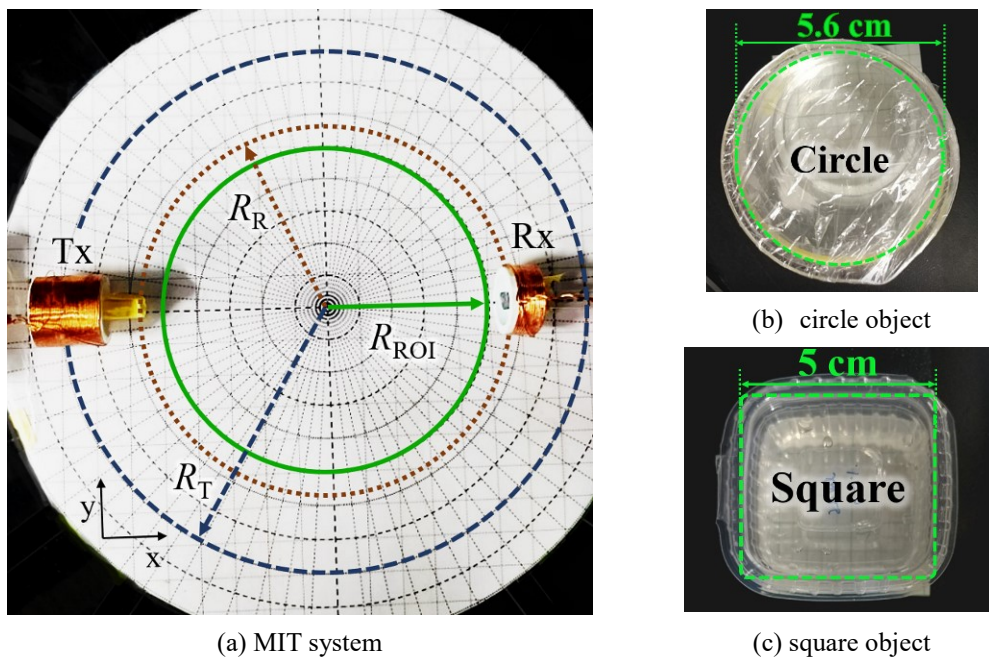 Tx
R_R
Rx
R_ROI
R_T
y
x
(a) MIT system
5.6 cm
Circle
(b) circle object
5 cm
Square
(c) square object